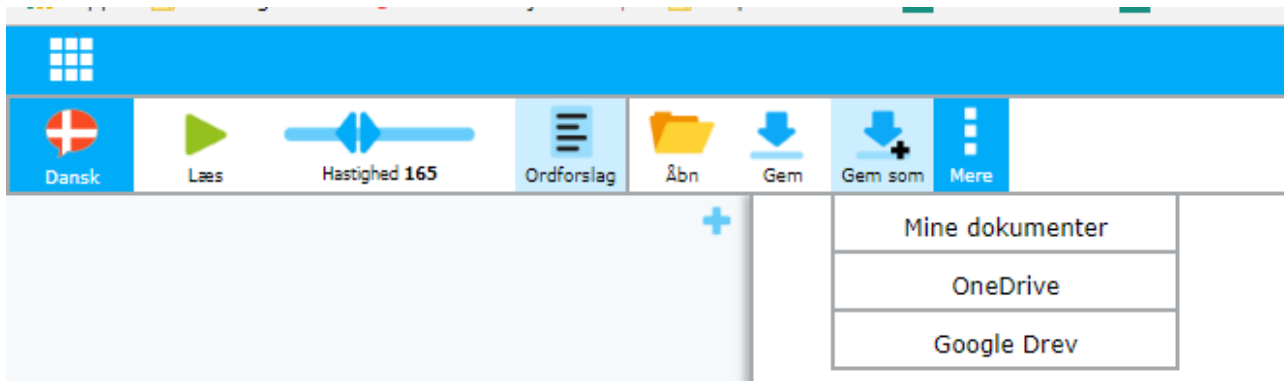 Dansk
Læs
Hastighed 165
Ordforslag
Åbn
Gem
Gem som
Mere
Mine dokumenter
OneDrive
Google Drev